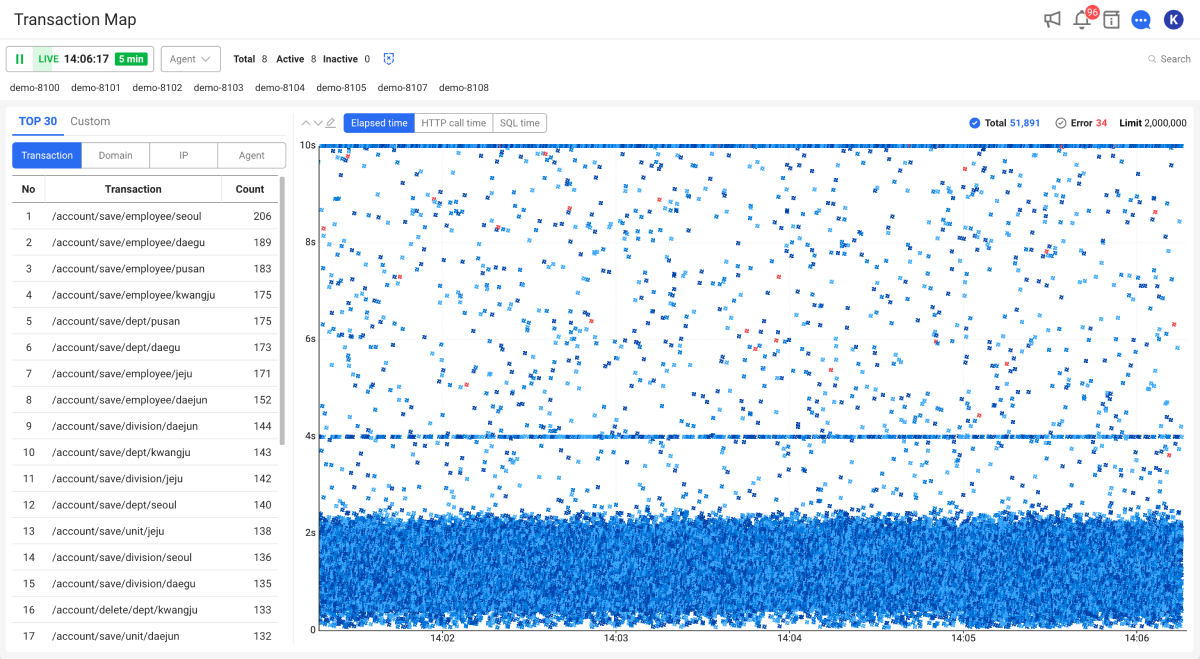 Transaction Map
96
K
LIVE 14:06:17 5 min Agent Total 8 Active 8 Inactive 0 Search
demo-8100 demo-8101 demo-8102 demo-8103 demo-8104 demo-8105 demo-8107 demo-8108
TOP 30 Custom
Transaction Domain IP Agent
No Transaction Count
1 /account/save/employee/seoul 206
2 /account/save/employee/daegu 189
3 /account/save/employee/pusan 183
4 /account/save/employee/kwangju 175
5 /account/save/dept/pusan 175
6 /account/save/dept/daegu 173
7 /account/save/employee/jeju 171
8 /account/save/employee/daejun 152
9 /account/save/division/daejun 144
10 /account/save/dept/kwangju 143
11 /account/save/division/jeju 142
12 /account/save/dept/seoul 140
13 /account/save/unit/jeju 138
14 /account/save/division/seoul 136
15 /account/save/division/daegu 135
16 /account/delete/dept/kwangju 133
17 /account/save/unit/daejun 132
Elapsed time HTTP call time SQL time
Total 51,891 Error 34 Limit 2,000,000
10s
8s
6s
4s
2s
0
14:02 14:03 14:04 14:05 14:06